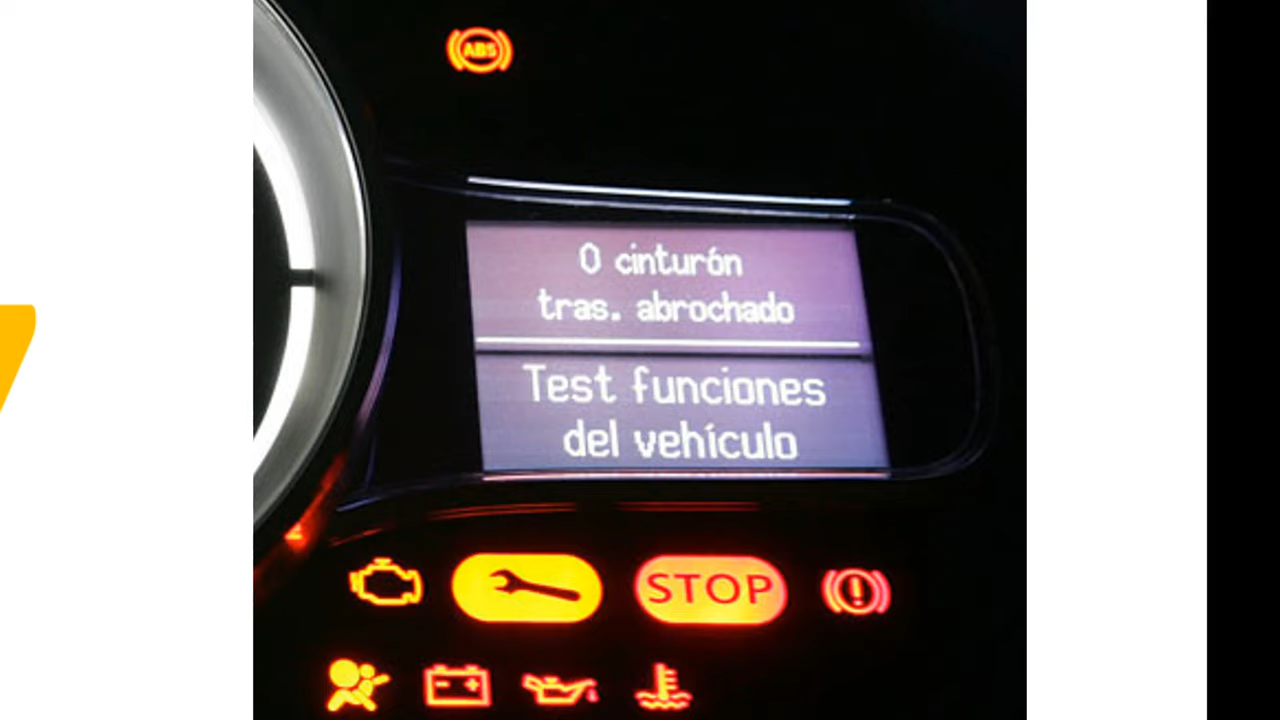 ABS
0 cinturón
tras. abrochado
Test funciones
del vehículo
STOP